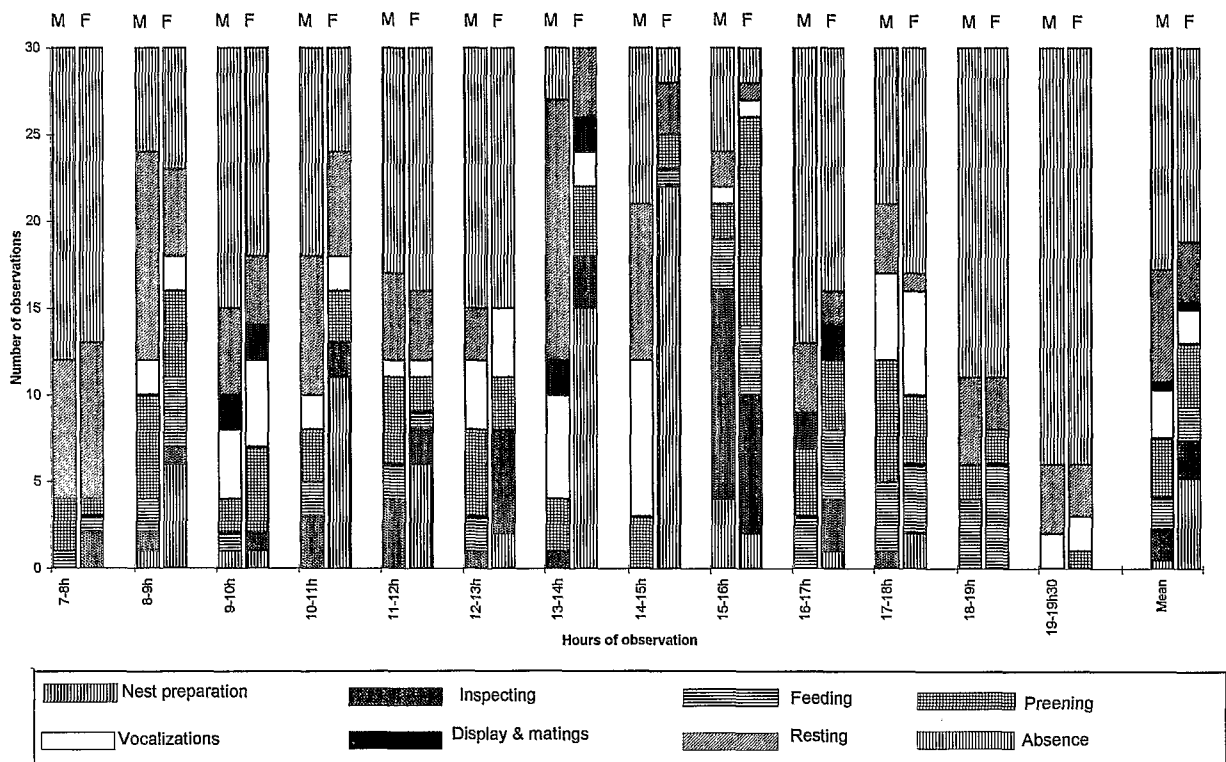 M F M F M F M F M F M F M F M F M F M F M F M F M F M F
30
25
20
15
10
5
0
Number of observations
7-8h
8-9h
9-10h
10-11h
11-12h
12-13h
13-14h
14-15h
15-16h
16-17h
17-18h
18-19h
19-19h30
Mean
Hours of observation
Nest preparation Inspecting Feeding Preening
Vocalizations Display & matings Resting Absence